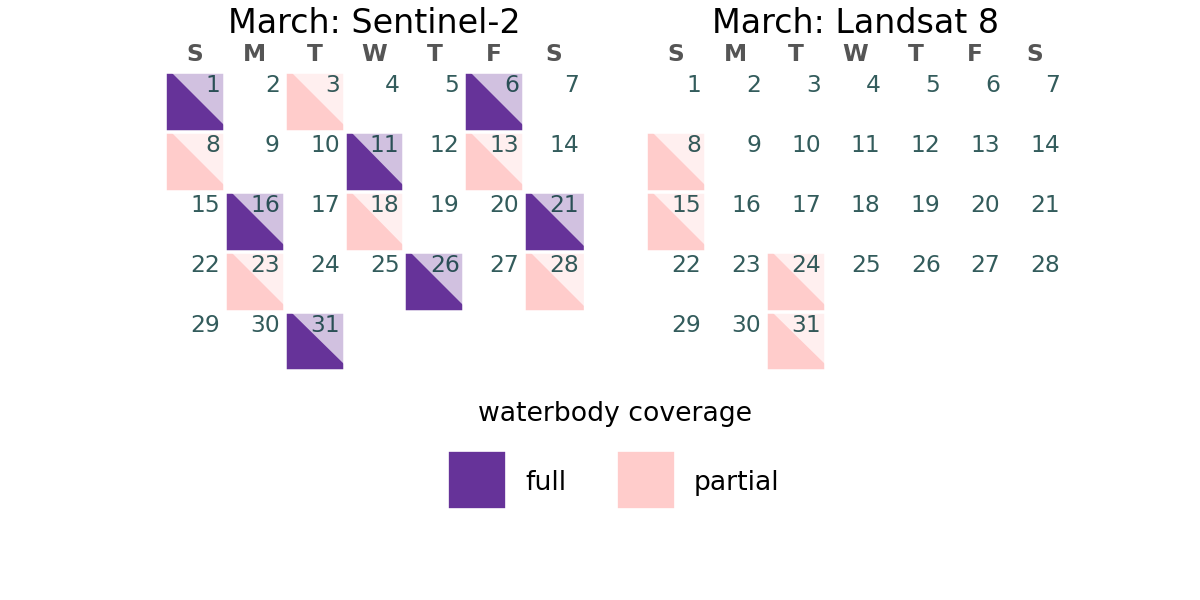 March: Sentinel-2
S M T W T F S
1 2 3 4 5 6 7
8 9 10 11 12 13 14
15 16 17 18 19 20 21
22 23 24 25 26 27 28
29 30 31
March: Landsat 8
S M T W T F S
1 2 3 4 5 6 7
8 9 10 11 12 13 14
15 16 17 18 19 20 21
22 23 24 25 26 27 28
29 30 31
waterbody coverage
full
partial